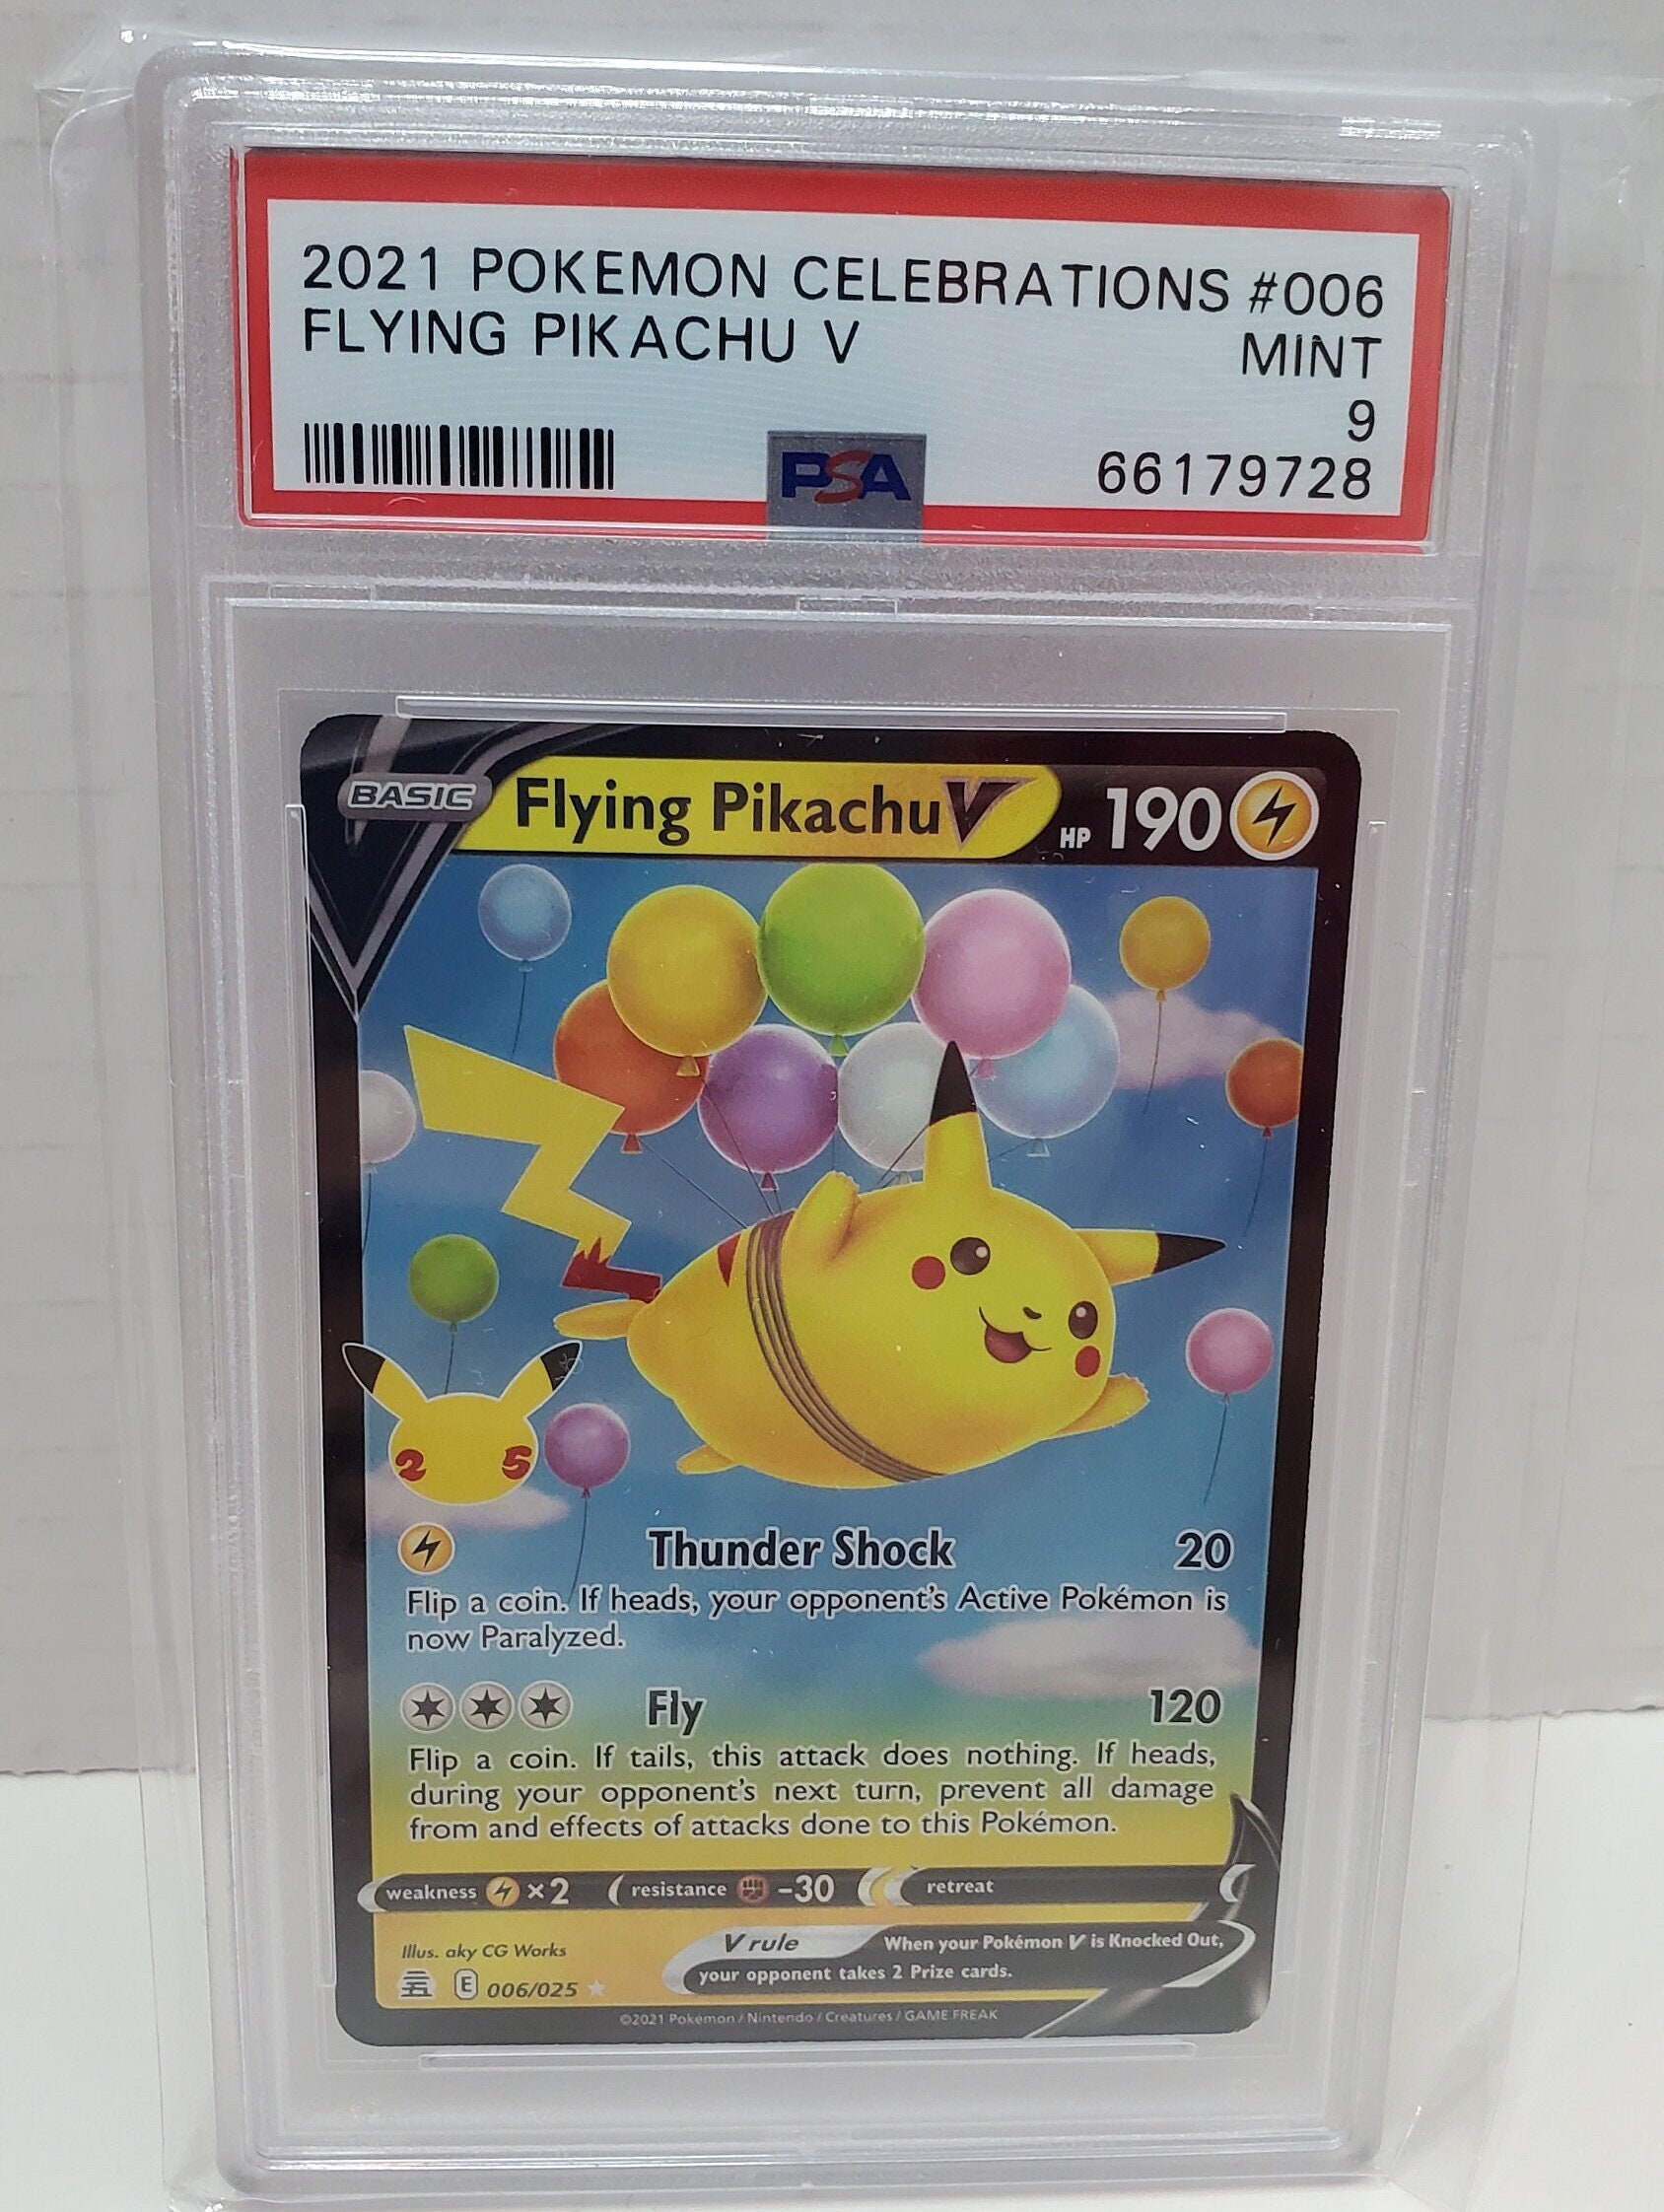 2021 POKEMON CELEBRATIONS #006
FLYING PIKACHU V MINT
9
PSA 66179728
BASIC Flying Pikachu V HP 190
25
Thunder Shock 20
Flip a coin. If heads, your opponent's Active Pokémon is
now Paralyzed.
Fly 120
Flip a coin. If tails, this attack does nothing. If heads,
during your opponent's next turn, prevent all damage
from and effects of attacks done to this Pokémon.
weakness ×2 resistance -30 retreat
V rule When your Pokémon V is Knocked Out,
your opponent takes 2 Prize cards.
Illus. aky CG Works
E 006/025
©2021 Pokémon / Nintendo / Creatures / GAME FREAK